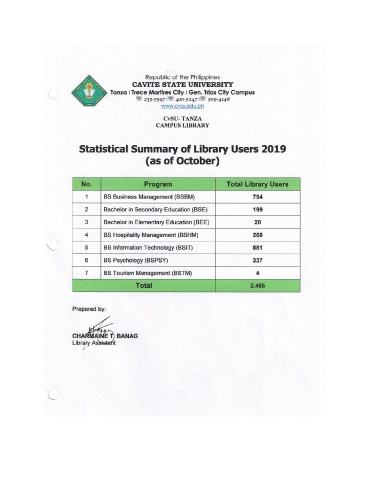 Republic of the Philippines
CAVITE STATE UNIVERSITY
Tanza | Trece Martires City | Gen. Trias City Campus
☏ 235-7997 ☏ 410-5247 ☏ 509-4148
www.cvsu.edu.ph
CvSU- TANZA
CAMPUS LIBRARY
Statistical Summary of Library Users 2019
(as of October)
No. Program Total Library Users
1 BS Business Management (BSBM) 754
2 Bachelor in Secondary Education (BSE) 199
3 Bachelor in Elementary Education (BEE) 20
4 BS Hospitality Management (BSHM) 260
5 BS Information Technology (BSIT) 881
6 BS Psychology (BSPSY) 337
7 BS Tourism Management (BSTM) 4
Total 2,455
Prepared by:
CHARMAINE T. BANAG
Library Assistant